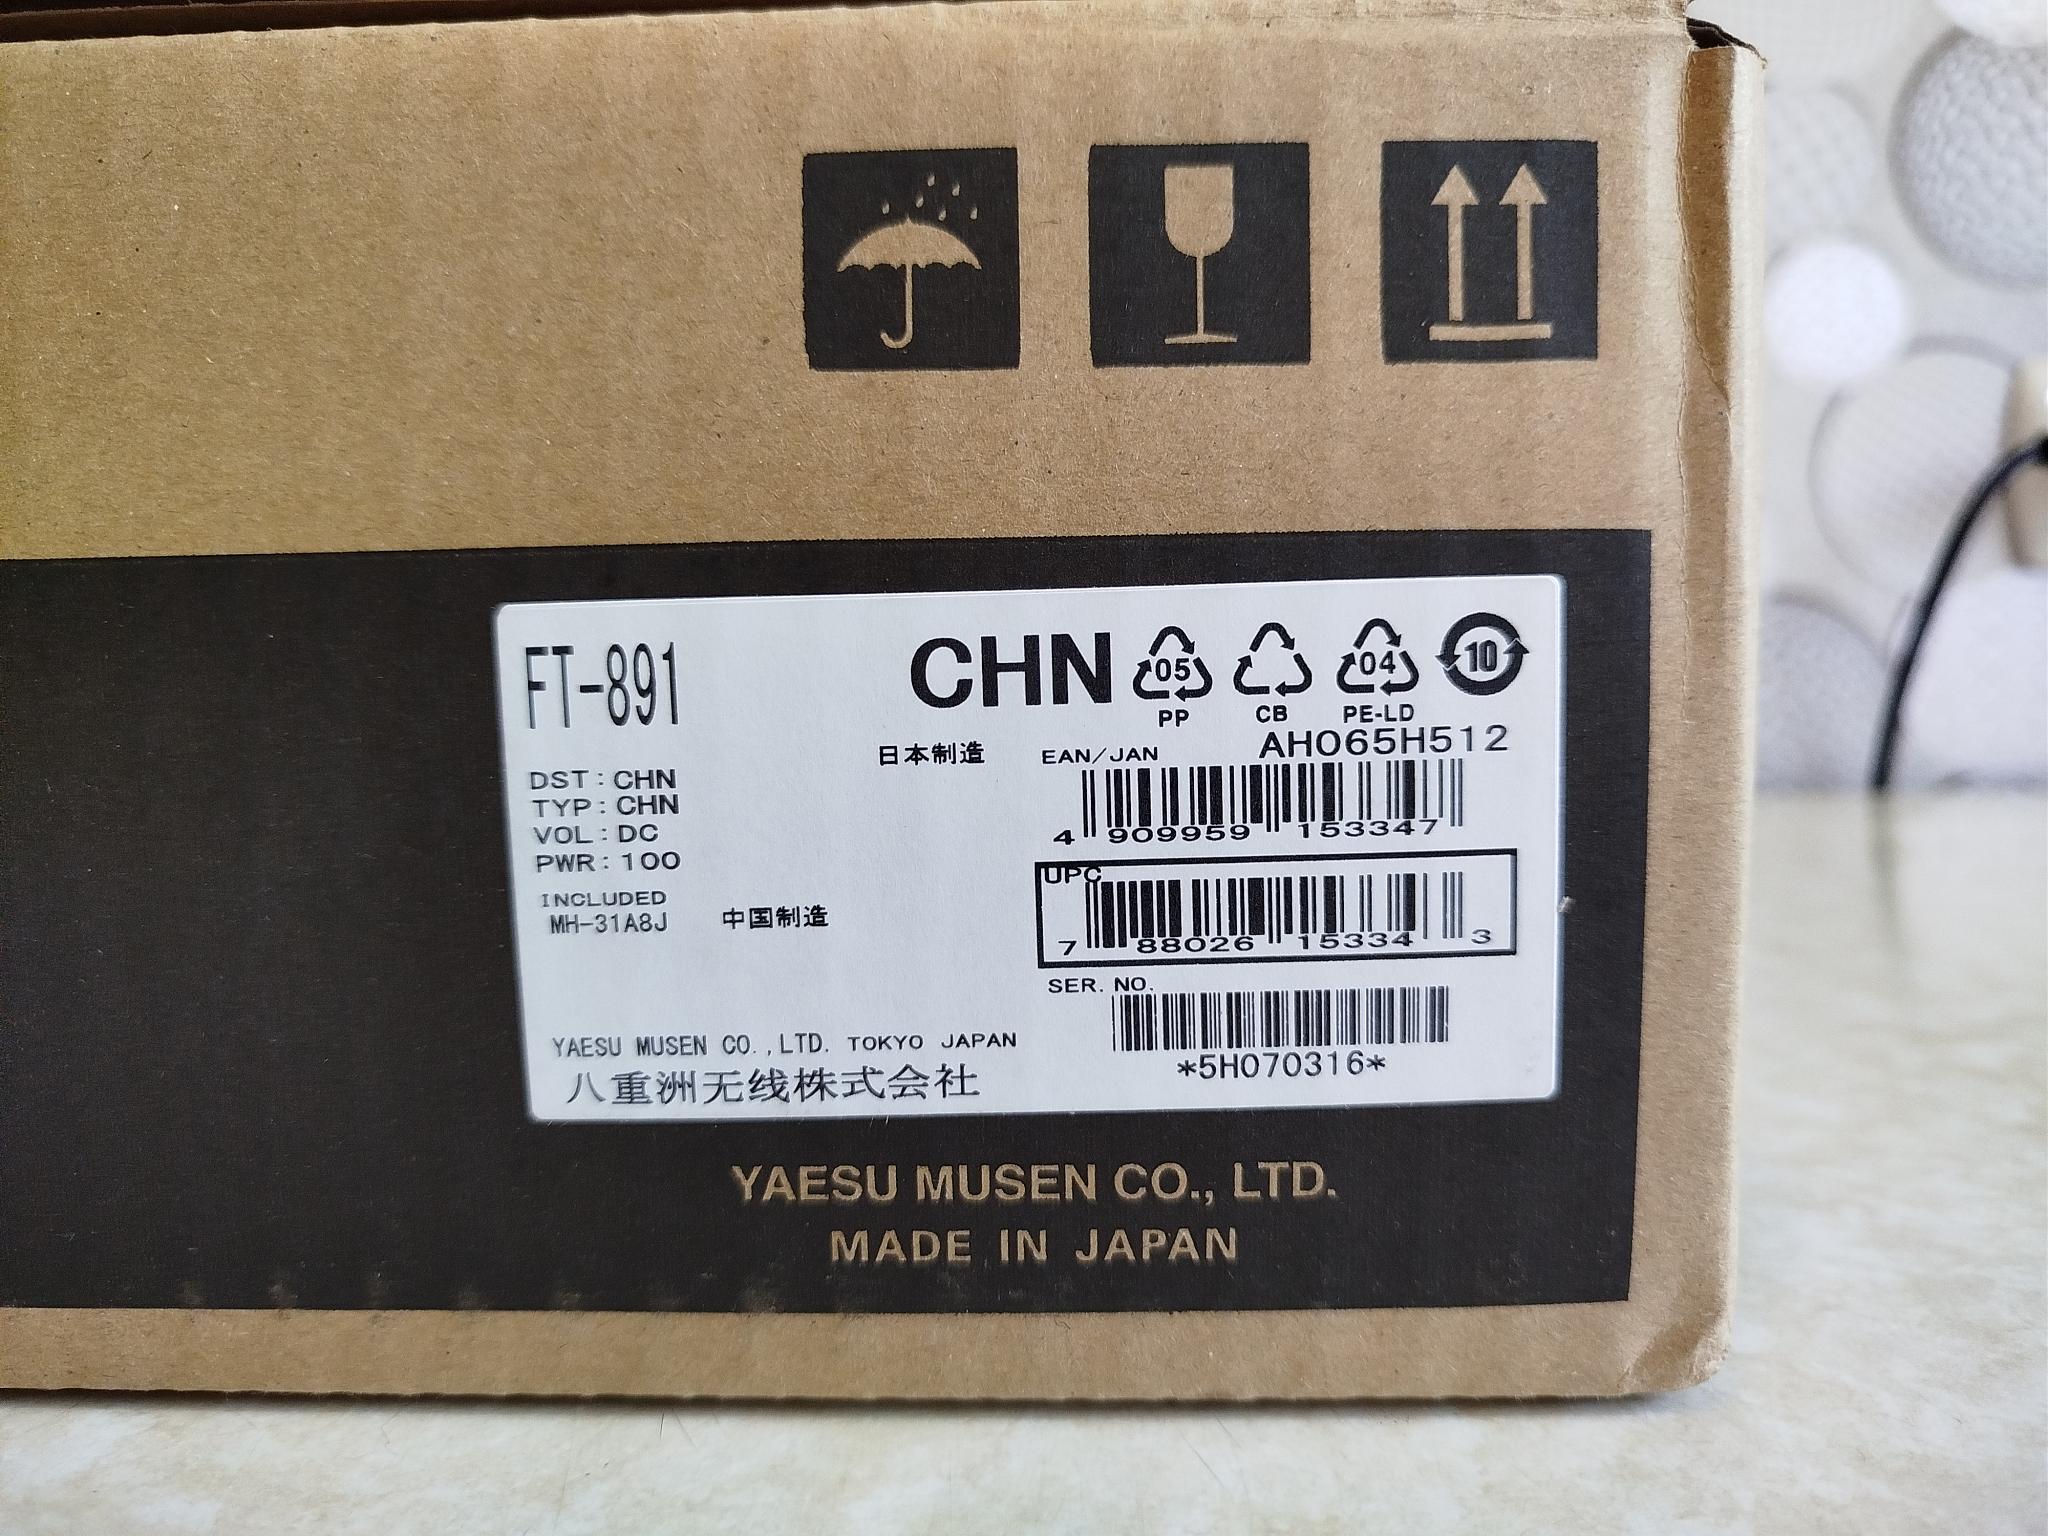 FT-891
CHN
05
04
10
PP
CB
PE-LD
日本制造
EAN/JAN
AH065H512
DST:CHN
TYP:CHN
VOL:DC
PWR:100
4 909959 153347
INCLUDED
MH-31A8J
中国制造
UPC
7 88026 15334 3
SER. NO.
*5H070316*
YAESU MUSEN CO.,LTD. TOKYO JAPAN
八重洲无线株式会社
YAESU MUSEN CO., LTD.
MADE IN JAPAN